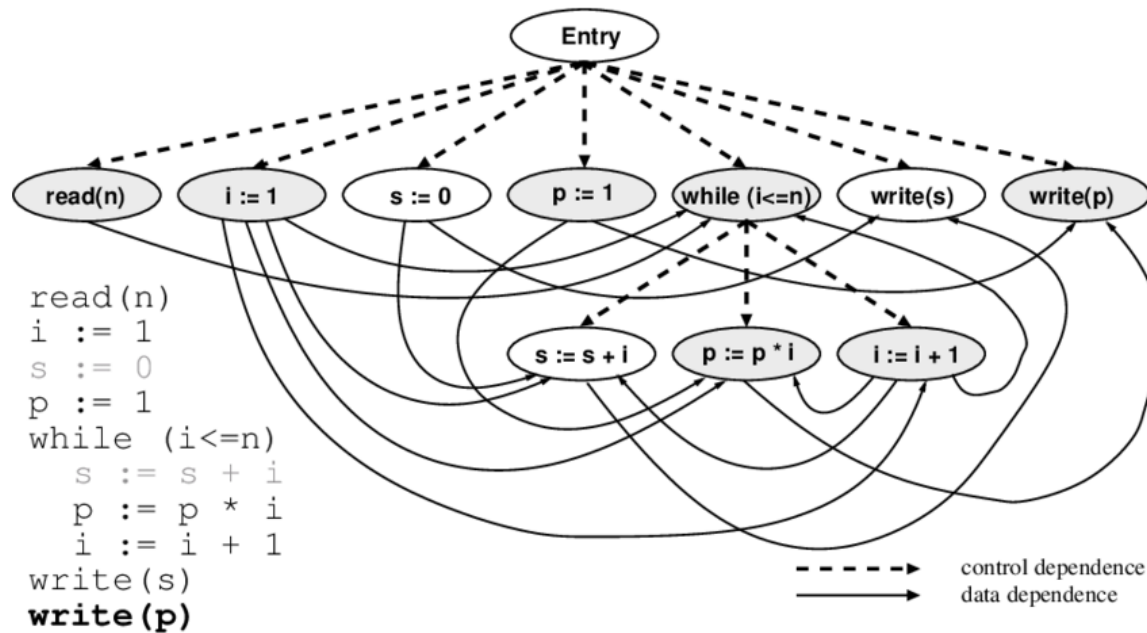 Entry
read(n)
i := 1
s := 0
p := 1
while (i<=n)
write(s)
write(p)
s := s + i
p := p * i
i := i + 1
read(n)
i := 1
s := 0
p := 1
while (i<=n)
s := s + i
p := p * i
i := i + 1
write(s)
write(p)
control dependence
data dependence